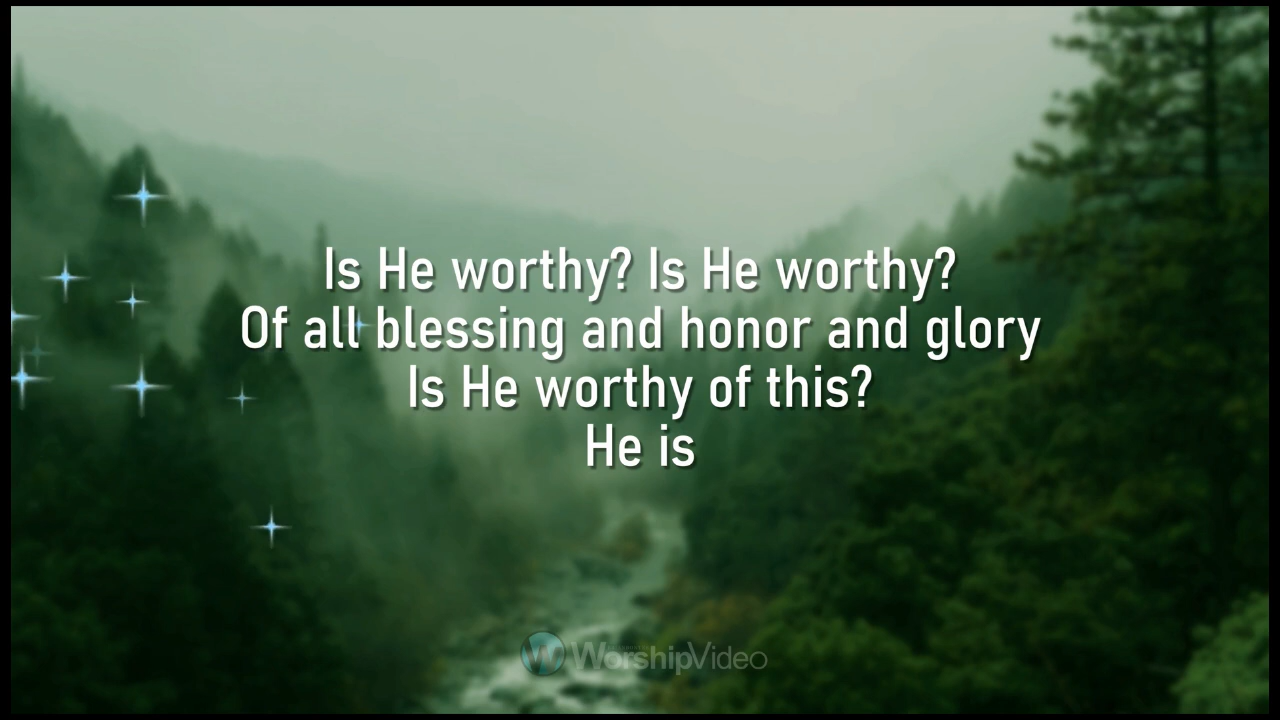 Is He worthy? Is He worthy?
Of all blessing and honor and glory
Is He worthy of this?
He is
WorshipVideo